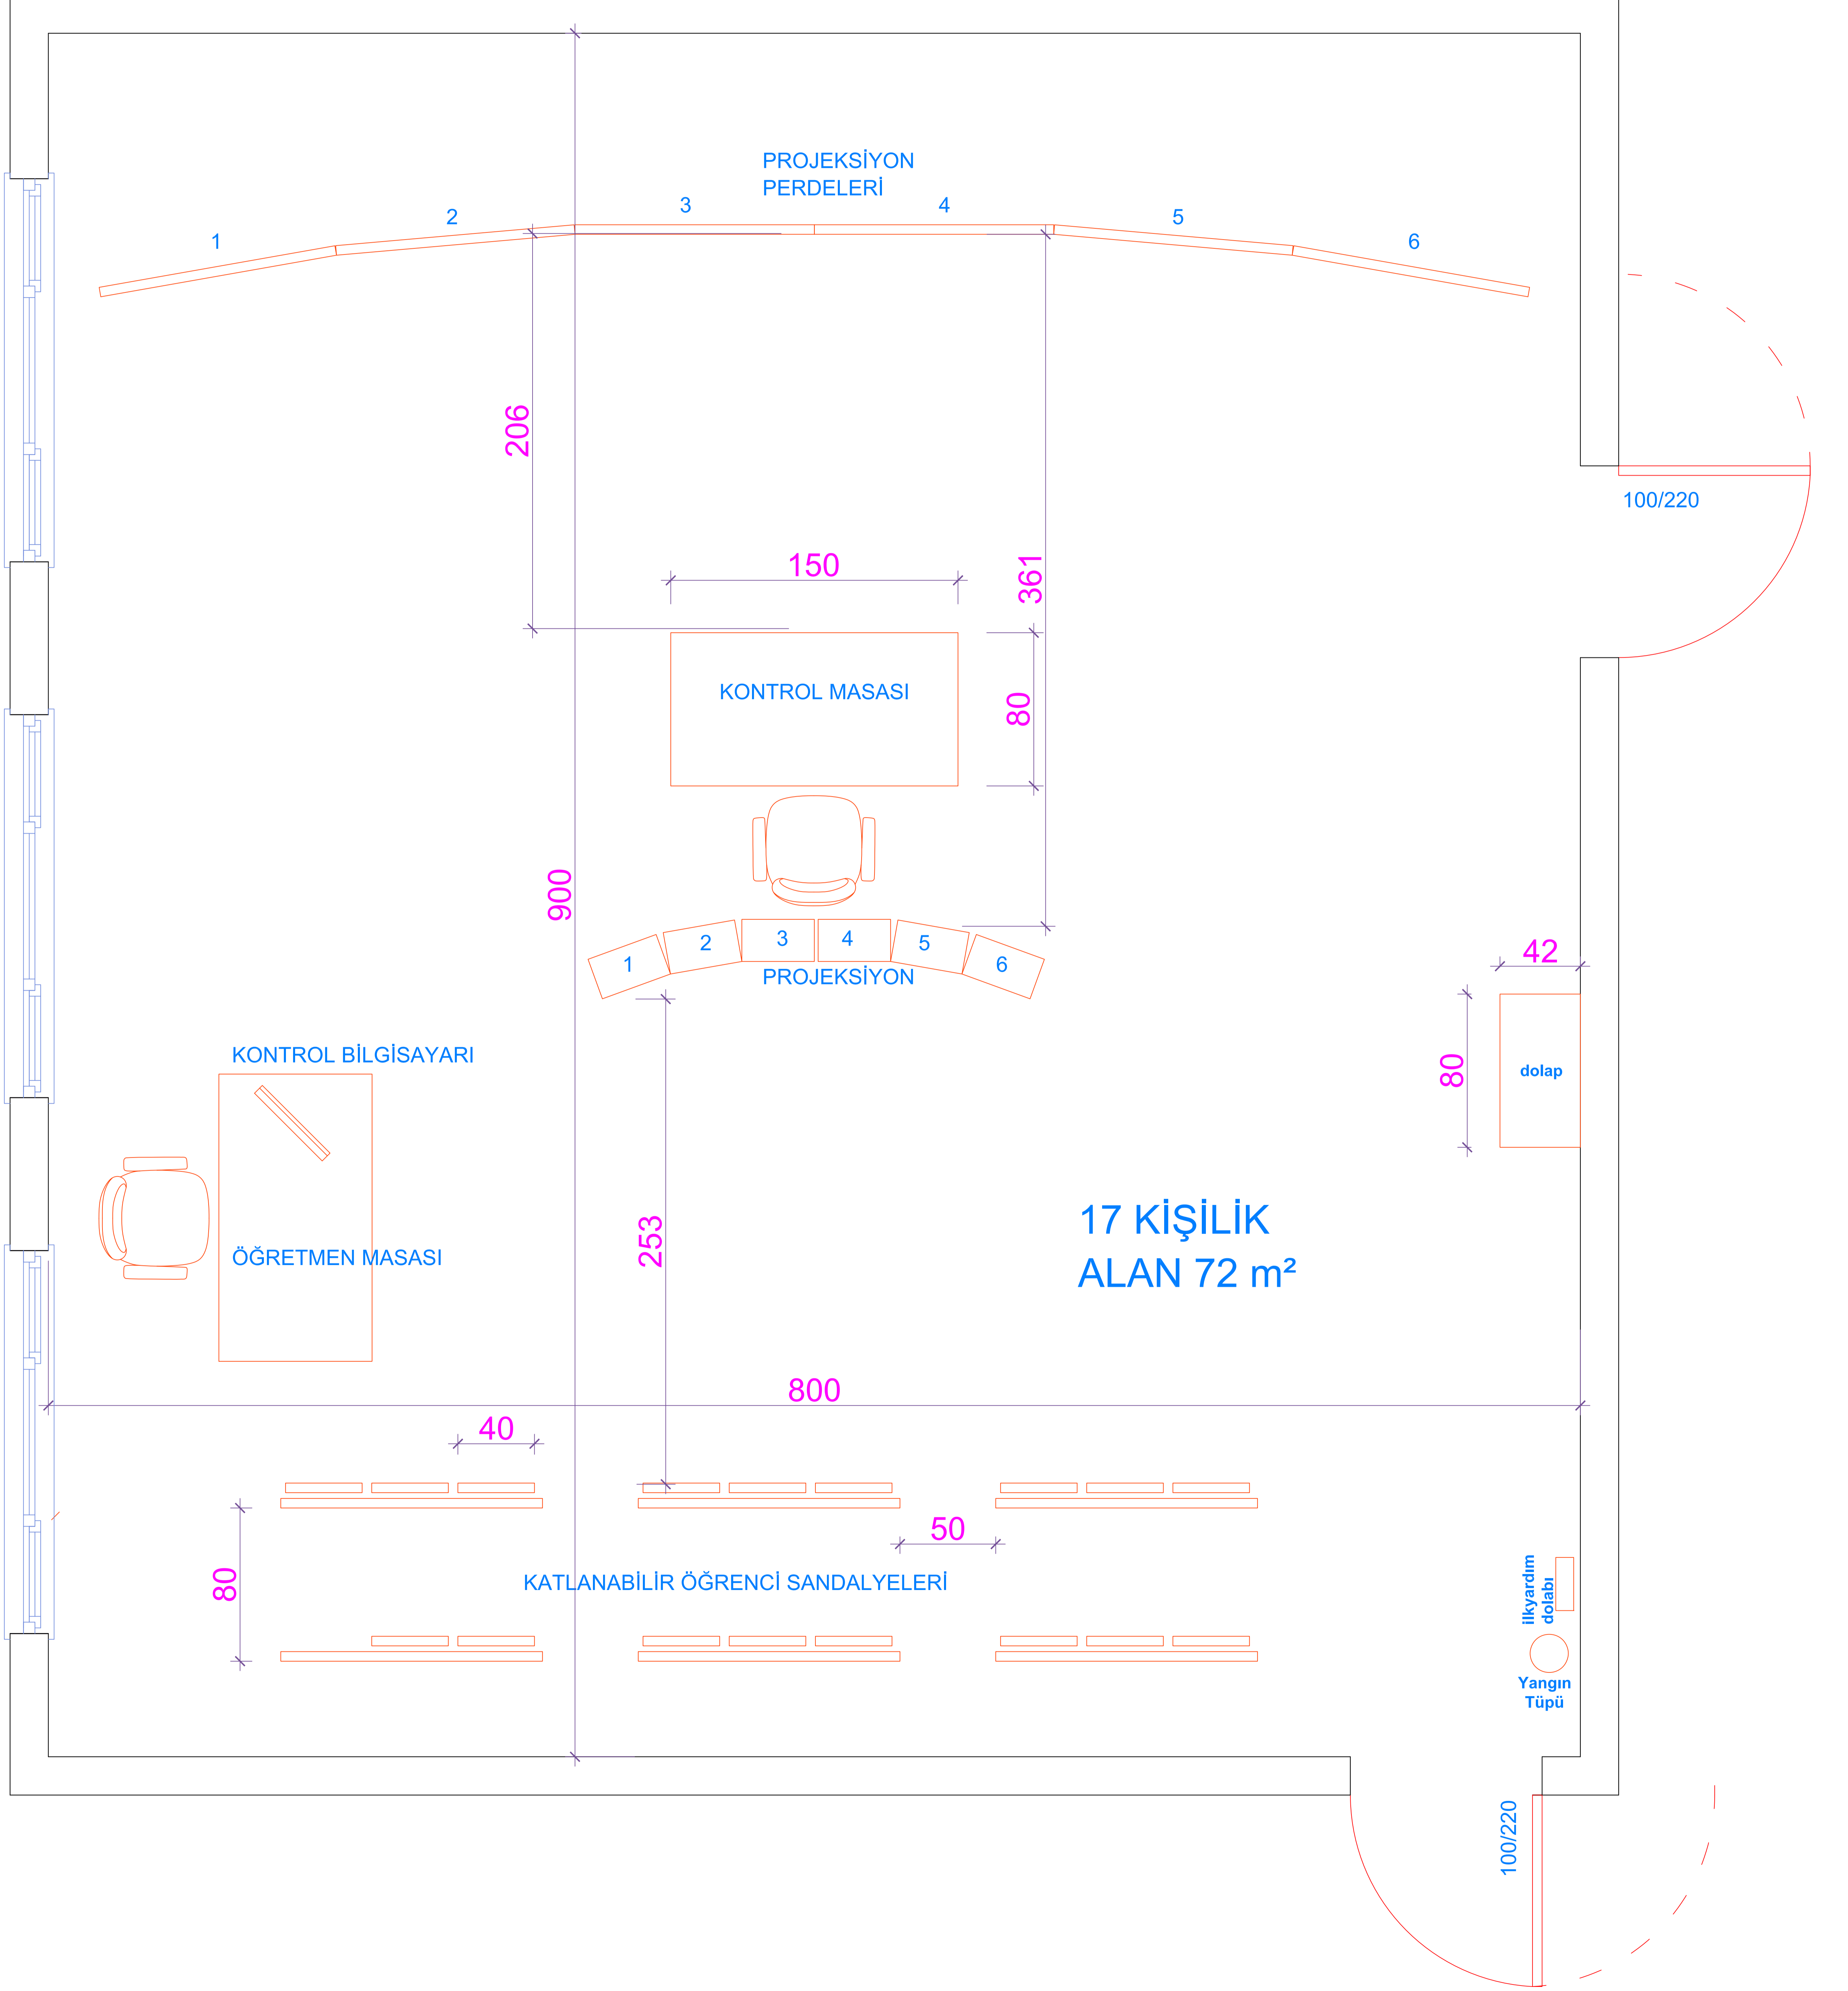 PROJEKSİYON
PERDELERİ
1
2
3
4
5
6
206
361
100/220
150
KONTROL MASASI
80
900
1
2
3
4
5
6
PROJEKSİYON
42
80
dolap
KONTROL BİLGİSAYARI
ÖĞRETMEN MASASI
253
17 KİŞİLİK
ALAN 72 m²
800
40
50
80
KATLANABİLİR ÖĞRENCİ SANDALYELERİ
ilkyardım
dolabı
Yangın
Tüpü
100/220